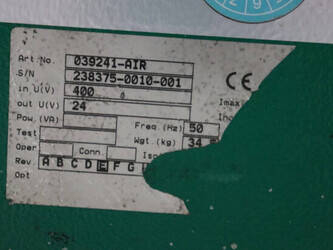 Art.No. 039241-AIR
S/N 238375-0010-001
in U(V) 400
out U(V) 24
Pow.(VA) Freq.(Hz) 50
Test Wgt.(kg) 34
Oper Conn.
Rev. A B C D E F G
Opt
CE
Imax